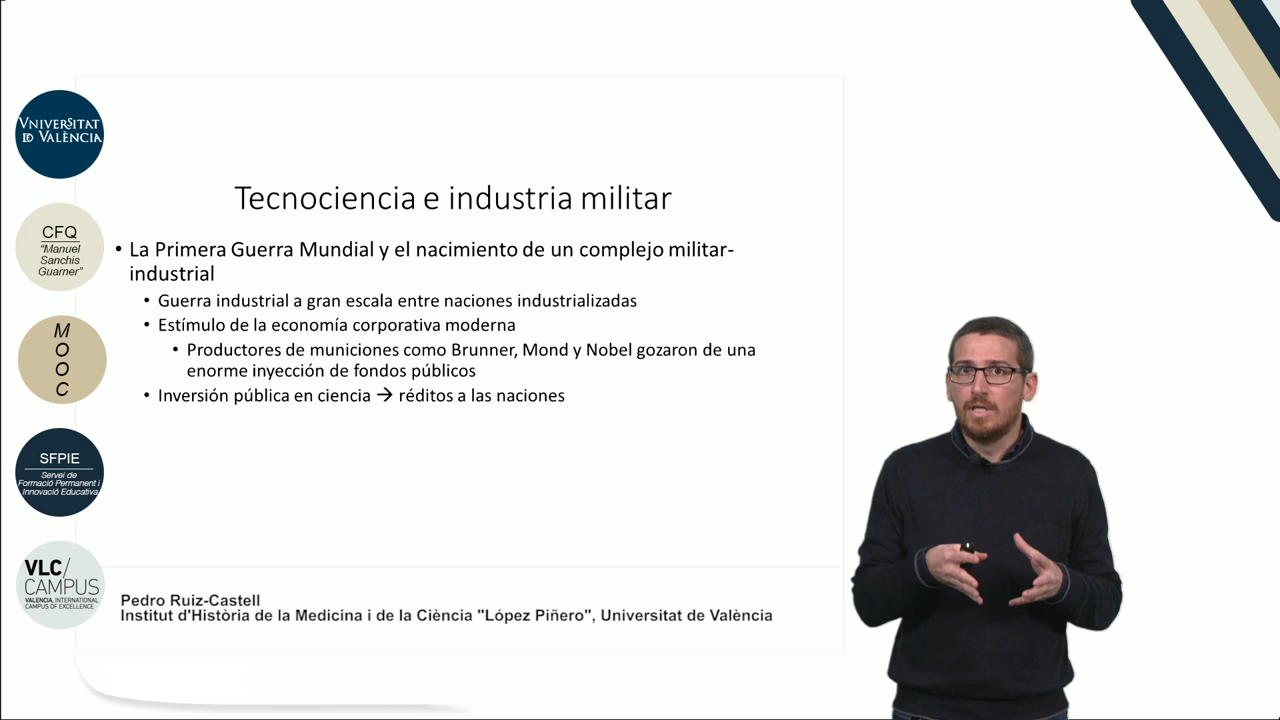 VNIVERSITAT
ID VALÈNCIA
CFQ
"Manuel
Sanchis
Guarner"
M
O
O
C
SFPIE
Servei de
Formació Permanent i
Innovació Educativa
VLC/
CAMPUS
VALENCIA, INTERNATIONAL
CAMPUS OF EXCELLENCE
Tecnociencia e industria militar
• La Primera Guerra Mundial y el nacimiento de un complejo militar-
industrial
• Guerra industrial a gran escala entre naciones industrializadas
• Estímulo de la economía corporativa moderna
• Productores de municiones como Brunner, Mond y Nobel gozaron de una
enorme inyección de fondos públicos
• Inversión pública en ciencia → réditos a las naciones
Pedro Ruiz-Castell
Institut d'Història de la Medicina i de la Ciència "López Piñero", Universitat de València